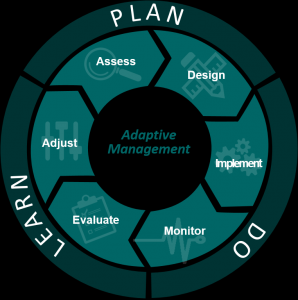 PLAN
Assess
Design
Adjust
Adaptive
Management
Implement
Evaluate
Monitor
LEARN
DO